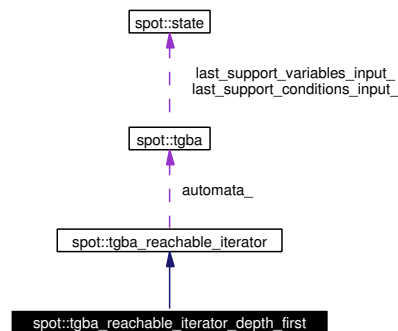 spot::state
last_support_variables_input_
last_support_conditions_input_
spot::tgba
automata_
spot::tgba_reachable_iterator
spot::tgba_reachable_iterator_depth_first